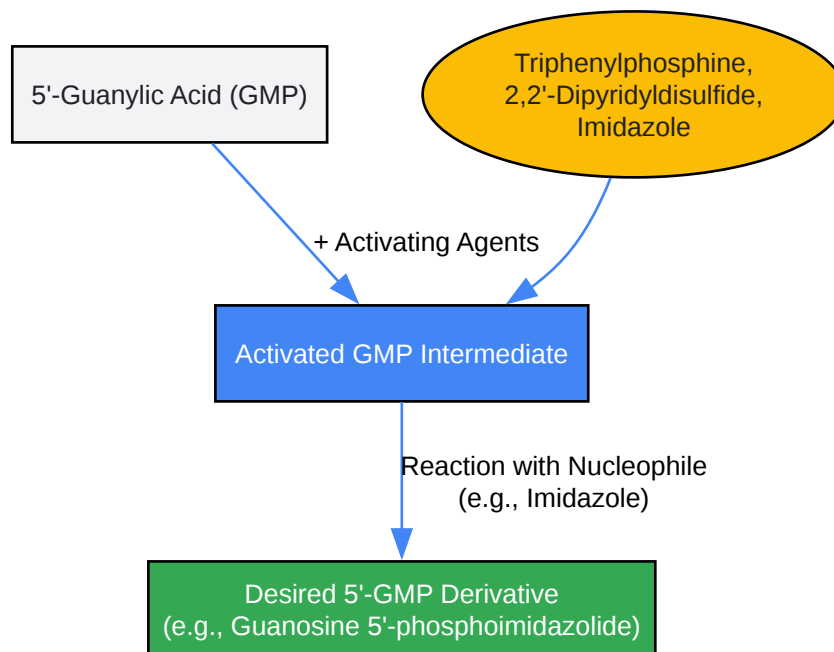 5'-Guanylic Acid (GMP)
Triphenylphosphine,
2,2'-Dipyridyldisulfide,
Imidazole
+ Activating Agents
Activated GMP Intermediate
Reaction with Nucleophile
(e.g., Imidazole)
Desired 5'-GMP Derivative
(e.g., Guanosine 5'-phosphoimidazolide)